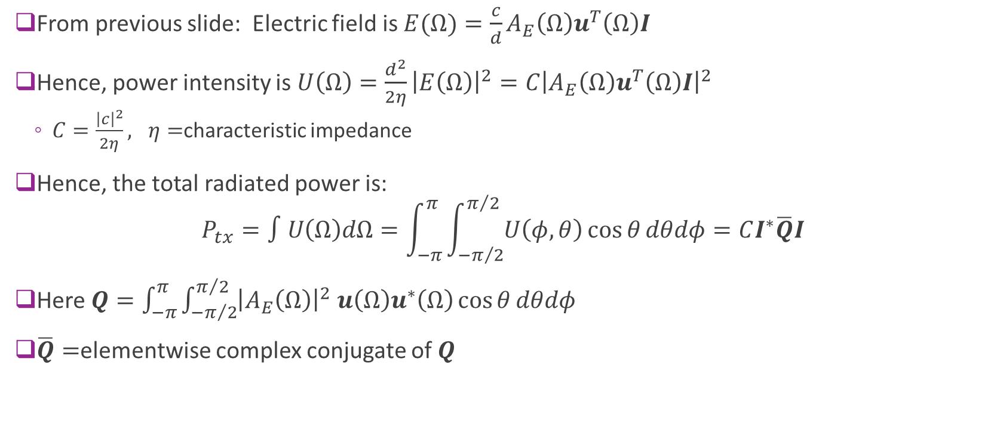 ❑From previous slide: Electric field is $E(\Omega) = \frac{c}{d} A_E(\Omega)\boldsymbol{u}^T(\Omega)\boldsymbol{I}$
❑Hence, power intensity is $U(\Omega) = \frac{d^2}{2\eta} |E(\Omega)|^2 = C|A_E(\Omega)\boldsymbol{u}^T(\Omega)\boldsymbol{I}|^2$
◦ $C = \frac{|c|^2}{2\eta}$, $\eta$ =characteristic impedance
❑Hence, the total radiated power is:
$P_{tx} = \int U(\Omega)d\Omega = \int_{-\pi}^{\pi} \int_{-\pi/2}^{\pi/2} U(\phi, \theta) \cos\theta \, d\theta d\phi = C\boldsymbol{I}^*\overline{\boldsymbol{Q}}\boldsymbol{I}$
❑Here $\boldsymbol{Q} = \int_{-\pi}^{\pi} \int_{-\pi/2}^{\pi/2} |A_E(\Omega)|^2 \, \boldsymbol{u}(\Omega)\boldsymbol{u}^*(\Omega) \cos\theta \, d\theta d\phi$
❑$\overline{\boldsymbol{Q}}$ =elementwise complex conjugate of $\boldsymbol{Q}$